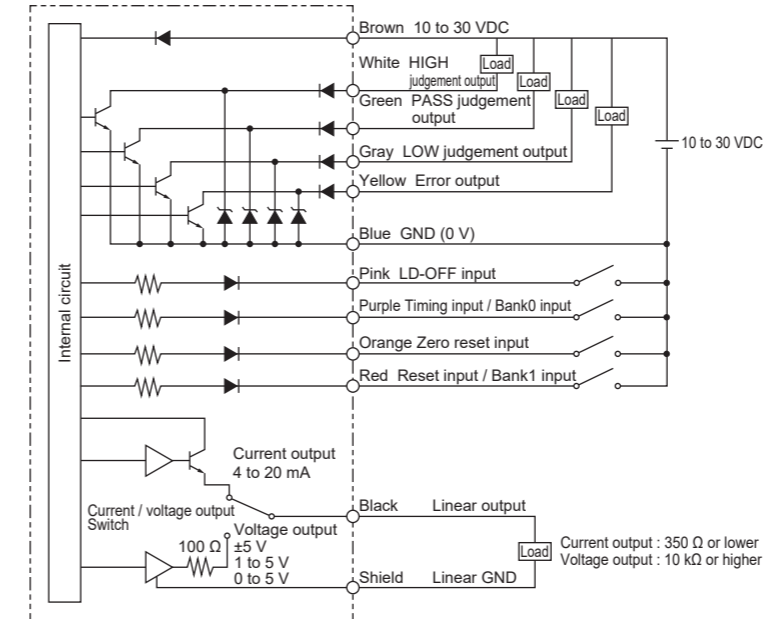 Brown 10 to 30 VDC
White HIGH
judgement output
Load
Green PASS judgement
output
Load
Load
Load
Gray LOW judgement output
10 to 30 VDC
Yellow Error output
Blue GND (0 V)
Internal circuit
Pink LD-OFF input
Purple Timing input / Bank0 input
Orange Zero reset input
Red Reset input / Bank1 input
Current output
4 to 20 mA
Current / voltage output
Switch
Black Linear output
Voltage output
±5 V
1 to 5 V
0 to 5 V
100 Ω
Load
Current output : 350 Ω or lower
Voltage output : 10 kΩ or higher
Shield Linear GND